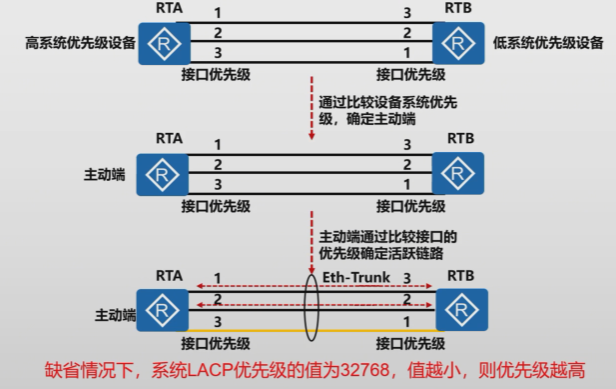 RTA 1 3 RTB
高系统优先级设备 R 2 2 R 低系统优先级设备
3 1
接口优先级 接口优先级
通过比较设备系统优先
级，确定主动端
RTA 1 3 RTB
主动端 R 2 2 R
3 1
接口优先级 接口优先级
主动端通过比较接口的
优先级确定活跃链路
RTA 1 Eth-Trunk 3 RTB
主动端 R 2 2 R
3 1
接口优先级 接口优先级
缺省情况下，系统LACP优先级的值为32768，值越小，则优先级越高